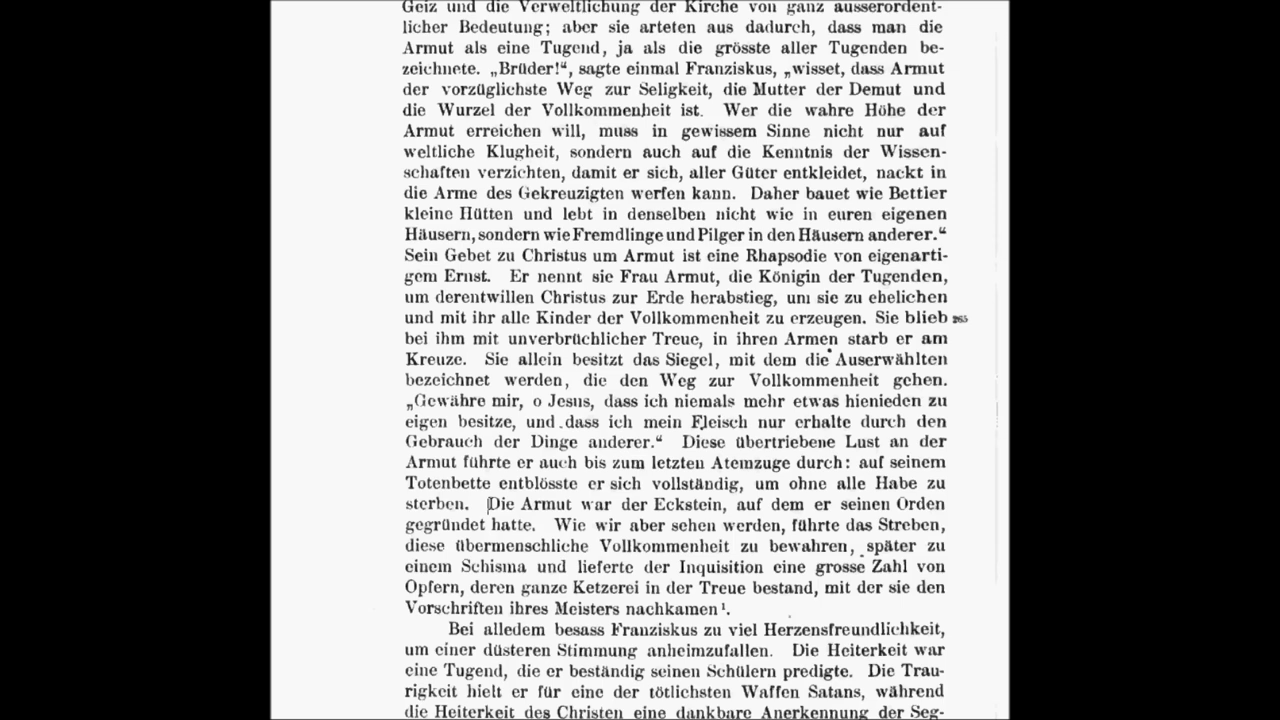 Geiz und die Verweltlichung der Kirche von ganz ausserordent-
licher Bedeutung; aber sie arteten aus dadurch, dass man die
Armut als eine Tugend, ja als die grösste aller Tugenden be-
zeichnete. „Brüder!“, sagte einmal Franziskus, „wisset, dass Armut
der vorzüglichste Weg zur Seligkeit, die Mutter der Demut und
die Wurzel der Vollkommenheit ist. Wer die wahre Höhe der
Armut erreichen will, muss in gewissem Sinne nicht nur auf
weltliche Klugheit, sondern auch auf die Kenntnis der Wissen-
schaften verzichten, damit er sich, aller Güter entkleidet, nackt in
die Arme des Gekreuzigten werfen kann. Daher bauet wie Bettler
kleine Hütten und lebt in denselben nicht wie in euren eigenen
Häusern, sondern wie Fremdlinge und Pilger in den Häusern anderer.“
Sein Gebet zu Christus um Armut ist eine Rhapsodie von eigenarti-
gem Ernst. Er nennt sie Frau Armut, die Königin der Tugenden,
um derentwillen Christus zur Erde herabstieg, um sie zu ehelichen
und mit ihr alle Kinder der Vollkommenheit zu erzeugen. Sie blieb 265
bei ihm mit unverbrüchlicher Treue, in ihren Armen starb er am
Kreuze. Sie allein besitzt das Siegel, mit dem die Auserwählten
bezeichnet werden, die den Weg zur Vollkommenheit gehen.
„Gewähre mir, o Jesus, dass ich niemals mehr etwas hienieden zu
eigen besitze, und dass ich mein Fleisch nur erhalte durch den
Gebrauch der Dinge anderer.“ Diese übertriebene Lust an der
Armut führte er auch bis zum letzten Atemzuge durch: auf seinem
Totenbette entblösste er sich vollständig, um ohne alle Habe zu
sterben. Die Armut war der Eckstein, auf dem er seinen Orden
gegründet hatte. Wie wir aber sehen werden, führte das Streben,
diese übermenschliche Vollkommenheit zu bewahren, später zu
einem Schisma und lieferte der Inquisition eine grosse Zahl von
Opfern, deren ganze Ketzerei in der Treue bestand, mit der sie den
Vorschriften ihres Meisters nachkamen¹.
Bei alledem besass Franziskus zu viel Herzensfreundlichkeit,
um einer düsteren Stimmung anheimzufallen. Die Heiterkeit war
eine Tugend, die er beständig seinen Schülern predigte. Die Trau-
rigkeit hielt er für eine der tötlichsten Waffen Satans, während
die Heiterkeit des Christen eine dankbare Anerkennung der Seg-